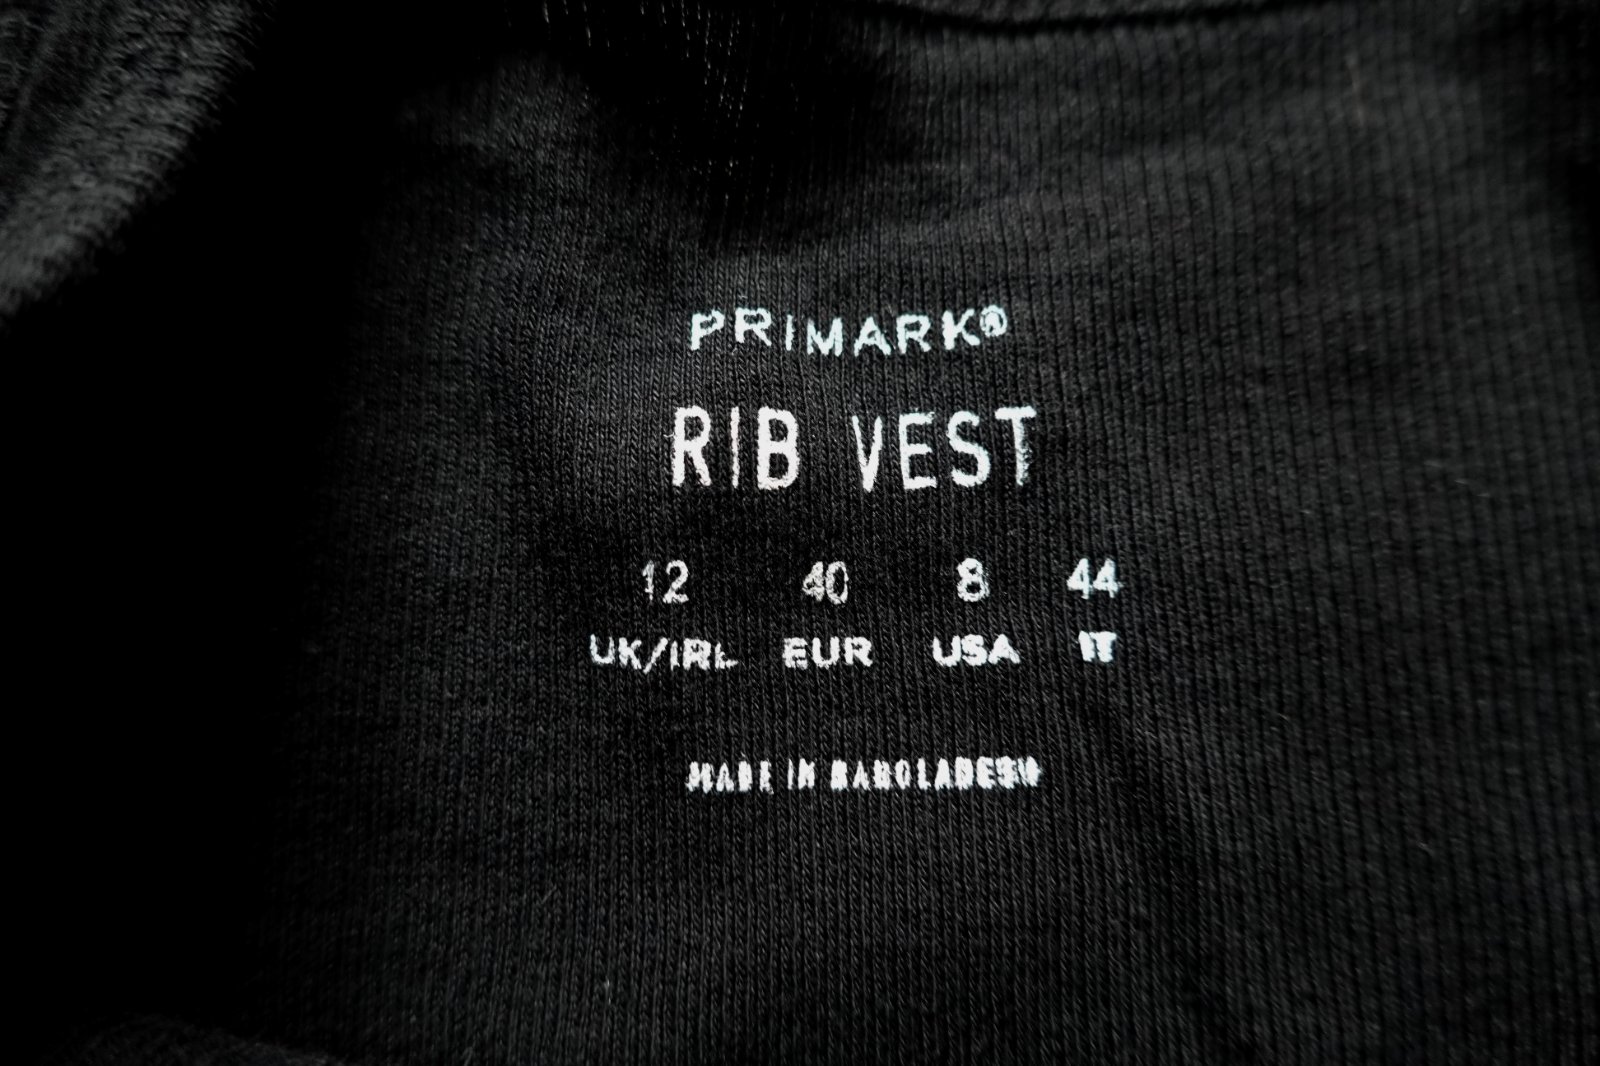 PRIMARK®
RIB VEST
12 40 8 44
UK/IRL EUR USA IT
MADE IN BANGLADESH